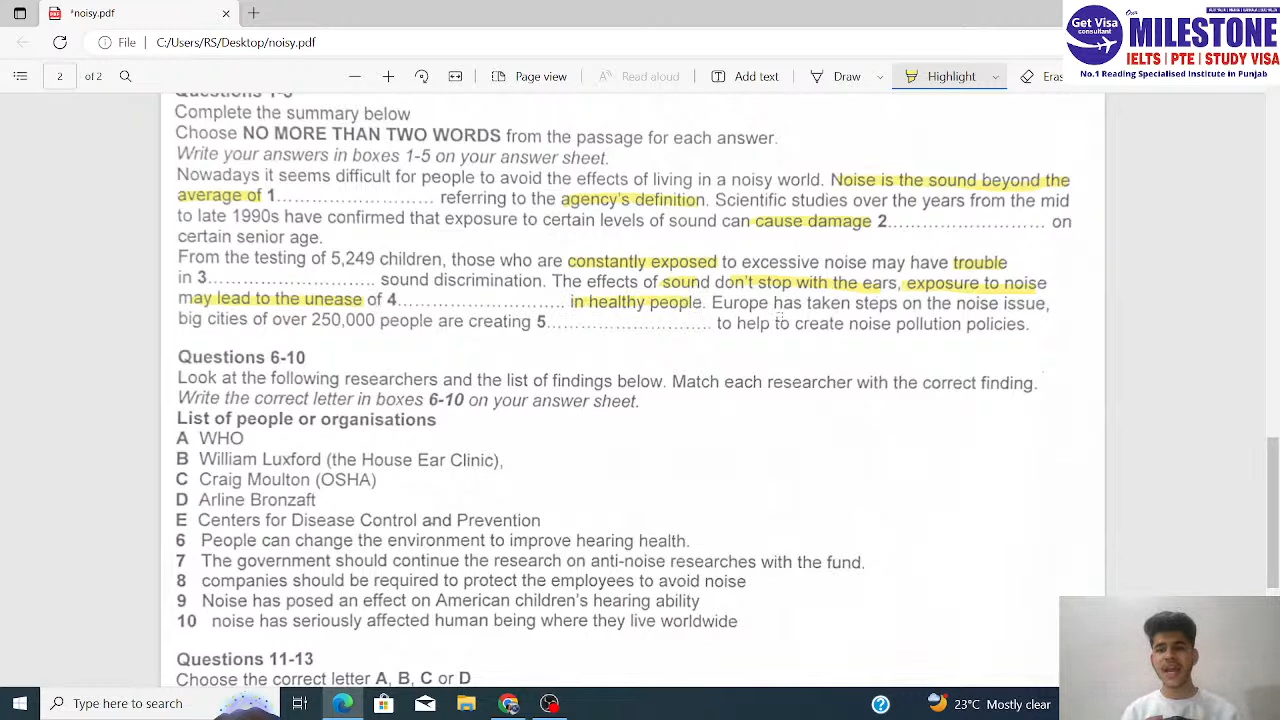 *noisy.pdf
File C:/Users/RS/Desktop/noisy.pdf
Get Visa
consultant
Our
MILESTONE
IELTS | PTE | STUDY VISA
No.1 Reading Specialised Institute in Punjab
2 of 2
Page view
Read aloud
Add text
Draw
Highlight
Eras
Complete the summary below
Choose NO MORE THAN TWO WORDS from the passage for each answer.
Write your answers in boxes 1-5 on your answer sheet.
Nowadays it seems difficult for people to avoid the effects of living in a noisy world. Noise is the sound beyond the
average of 1………………………… referring to the agency's definition. Scientific studies over the years from the mid
to late 1990s have confirmed that exposure to certain levels of sound can cause damage 2………………………… on
certain senior age.
From the testing of 5,249 children, those who are constantly exposed to excessive noise may have trouble
in 3………………………… sound discrimination. The effects of sound don't stop with the ears, exposure to noise
may lead to the unease of 4………………………… in healthy people. Europe has taken steps on the noise issue,
big cities of over 250,000 people are creating 5………………………… to help to create noise pollution policies.
Questions 6-10
Look at the following researchers and the list of findings below. Match each researcher with the correct finding.
Write the correct letter in boxes 6-10 on your answer sheet.
List of people or organisations
A WHO
B William Luxford (the House Ear Clinic),
C Craig Moulton (OSHA)
D Arline Bronzaft
E Centers for Disease Control and Prevention
6 People can change the environment to improve hearing health.
7 The government should continue the research on anti-noise researches with the fund.
8 companies should be required to protect the employees to avoid noise
9 Noise has posed an effect on American children's hearing ability
10 noise has seriously affected human being where they live worldwide
Questions 11-13
Choose the correct letter A, B, C or D
Type here to search
23°C Mostly clear